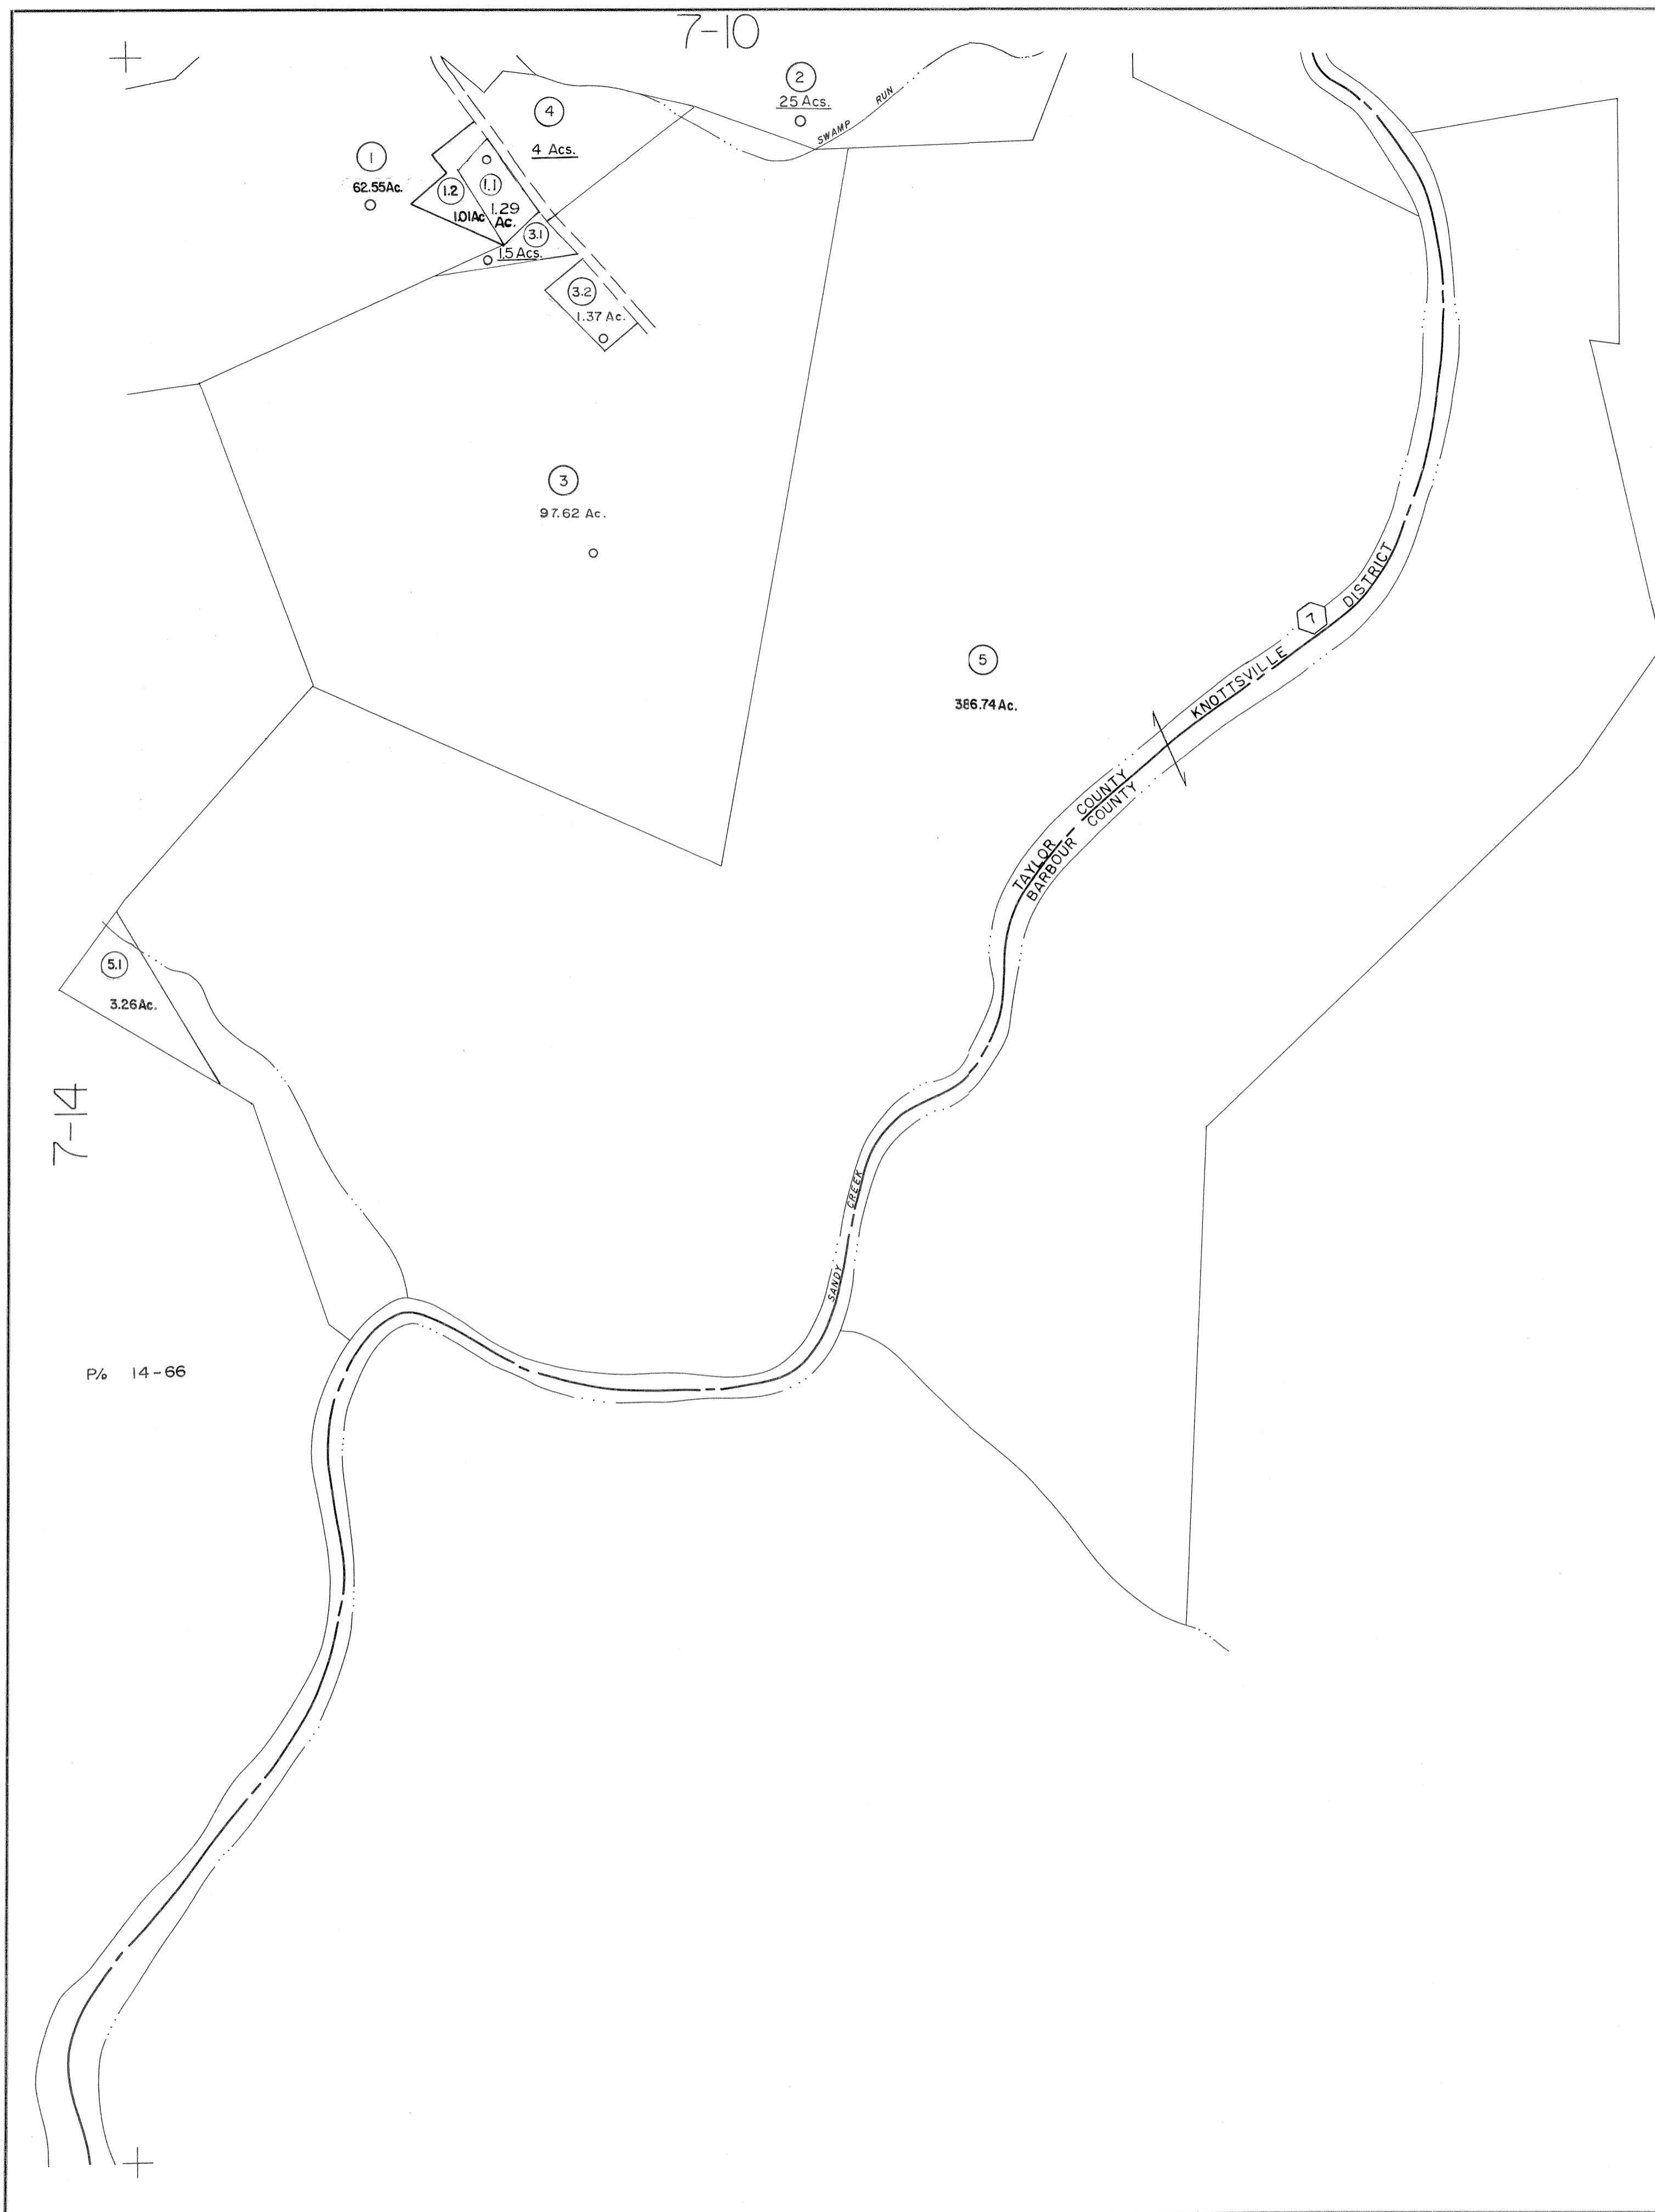 7-10
2
25 Acs.
SWAMP RUN
4
4 Acs.
1
62.55Ac.
1.2
1.01Ac
1.1
1.29
Ac.
3.1
1.5 Acs.
3.2
1.37 Ac.
3
97.62 Ac.
5
386.74 Ac.
7
KNOTTSVILLE DISTRICT
TAYLOR COUNTY
BARBOUR COUNTY
5.1
3.26Ac.
7-14
SANDY CREEK
P/o 14-66